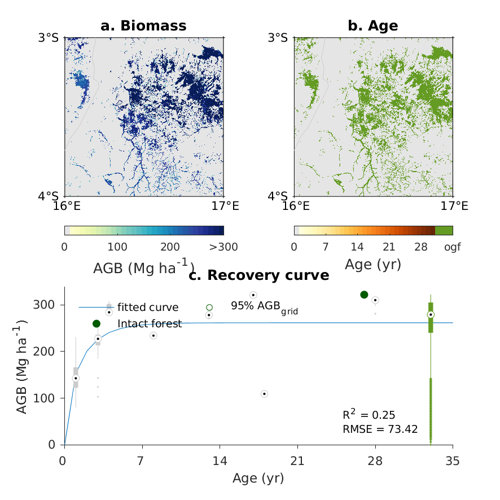 a. Biomass
b. Age
3°S
4°S
16°E
17°E
3°S
4°S
16°E
17°E
0
100
200
>300
AGB (Mg ha-1)
0
7
14
21
28
ogf
Age (yr)
c. Recovery curve
300
200
100
0
AGB (Mg ha-1)
fitted curve
95% AGBgrid
Intact forest
R2 = 0.25
RMSE = 73.42
0
7
14
21
28
35
Age (yr)